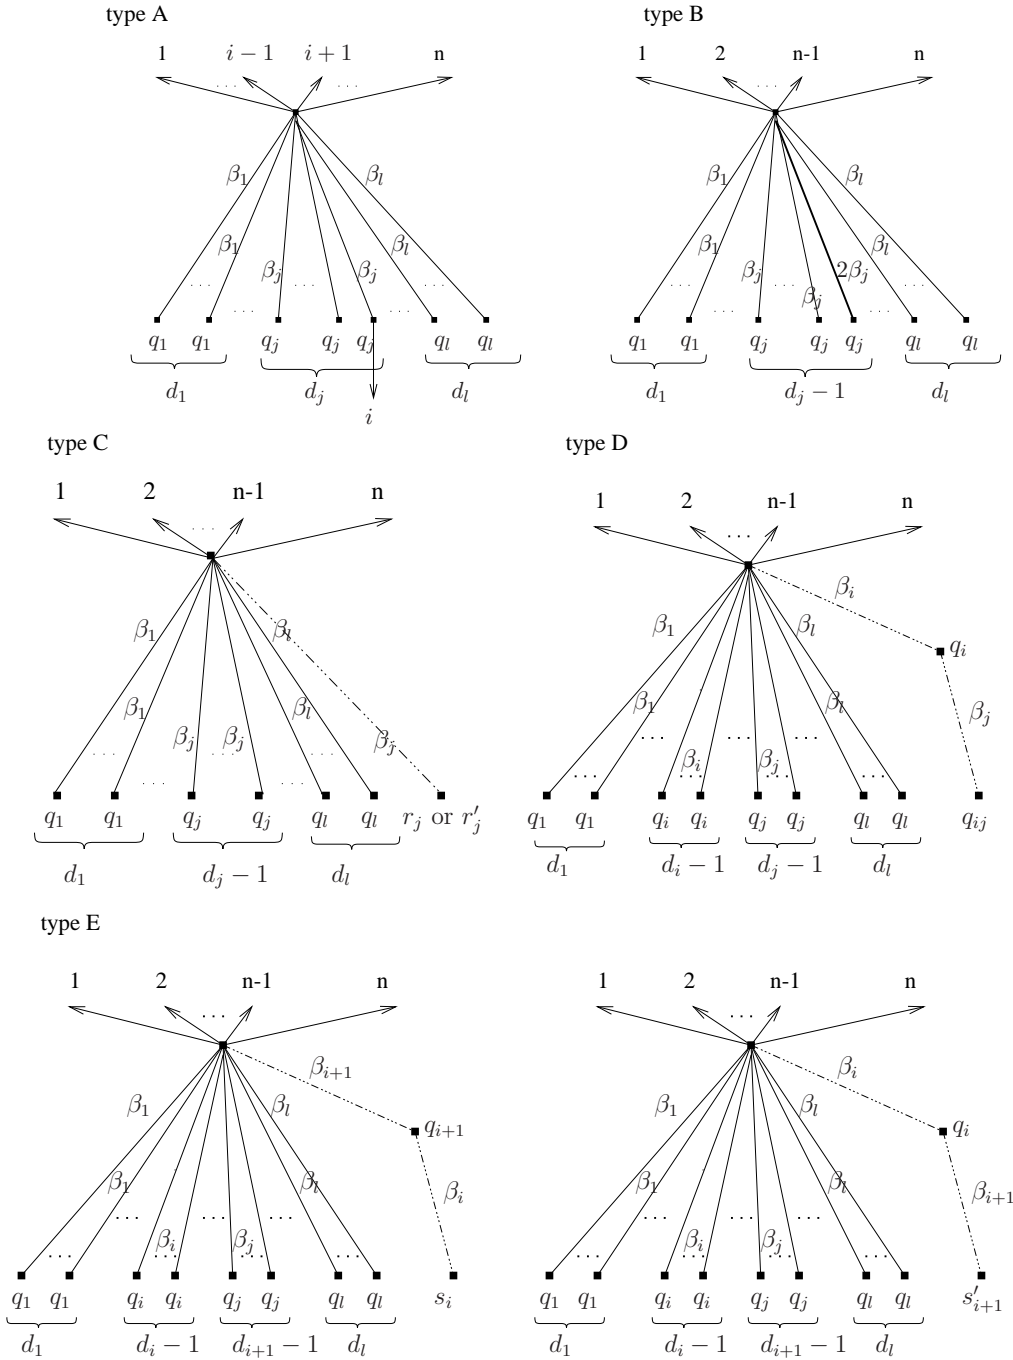 type A
type B
1 i − 1 i + 1 n
1 2 n-1 n
. . . . . .
. . .
β₁ βₗ
β₁ βₗ
β₁ βⱼ βⱼ βₗ
β₁ βⱼ βⱼ 2βⱼ βₗ
. . . . . . . . . . . . . . .
. . . . . . . . . . . . . . .
q₁ q₁ qⱼ qⱼ qⱼ qₗ qₗ
q₁ q₁ qⱼ qⱼ qⱼ qₗ qₗ
d₁ dⱼ dₗ
d₁ dⱼ − 1 dₗ
i
type C
type D
1 2 n-1 n
1 2 n-1 n
. . .
. . .
β₁ βₗ
β₁ βₗ βᵢ
qᵢ
β₁ βⱼ βⱼ βₗ βⱼ
β₁ βᵢ βⱼ βₗ βⱼ
. . . . . . . . . . . . . . .
. . . . . . . . . . . . . . . . . . . . .
q₁ q₁ qⱼ qⱼ qₗ qₗ rⱼ or r′ⱼ
q₁ q₁ qᵢ qᵢ qⱼ qⱼ qₗ qₗ qᵢⱼ
d₁ dⱼ − 1 dₗ
d₁ dᵢ − 1 dⱼ − 1 dₗ
type E
1 2 n-1 n
1 2 n-1 n
. . .
. . .
β₁ βₗ βᵢ₊₁
β₁ βₗ βᵢ
qᵢ₊₁
qᵢ
β₁ βᵢ βⱼ βₗ βᵢ
β₁ βᵢ βⱼ βₗ βᵢ₊₁
. . . . . . . . . . . . . . . . . . . . .
. . . . . . . . . . . . . . . . . . . . .
q₁ q₁ qᵢ qᵢ qⱼ qⱼ qₗ qₗ sᵢ
q₁ q₁ qᵢ qᵢ qⱼ qⱼ qₗ qₗ s′ᵢ₊₁
d₁ dᵢ − 1 dᵢ₊₁ − 1 dₗ
d₁ dᵢ − 1 dᵢ₊₁ − 1 dₗ